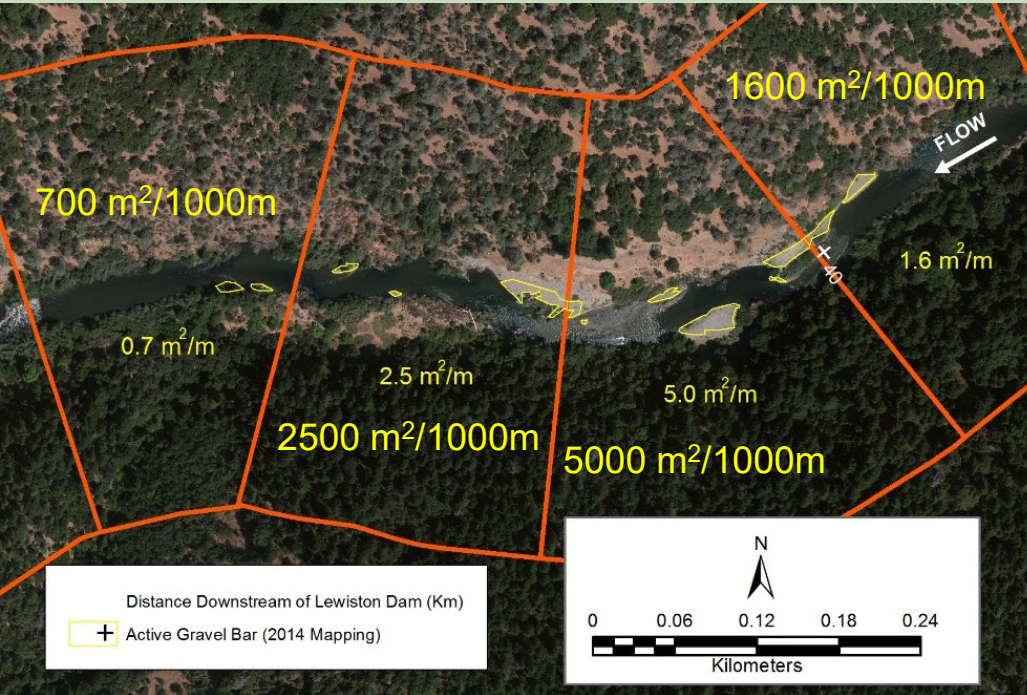 1600 m²/1000m
FLOW
700 m²/1000m
1.6 m²/m
40
0.7 m²/m
2.5 m²/m
5.0 m²/m
2500 m²/1000m
5000 m²/1000m
Distance Downstream of Lewiston Dam (Km)
Active Gravel Bar (2014 Mapping)
N
0 0.06 0.12 0.18 0.24
Kilometers